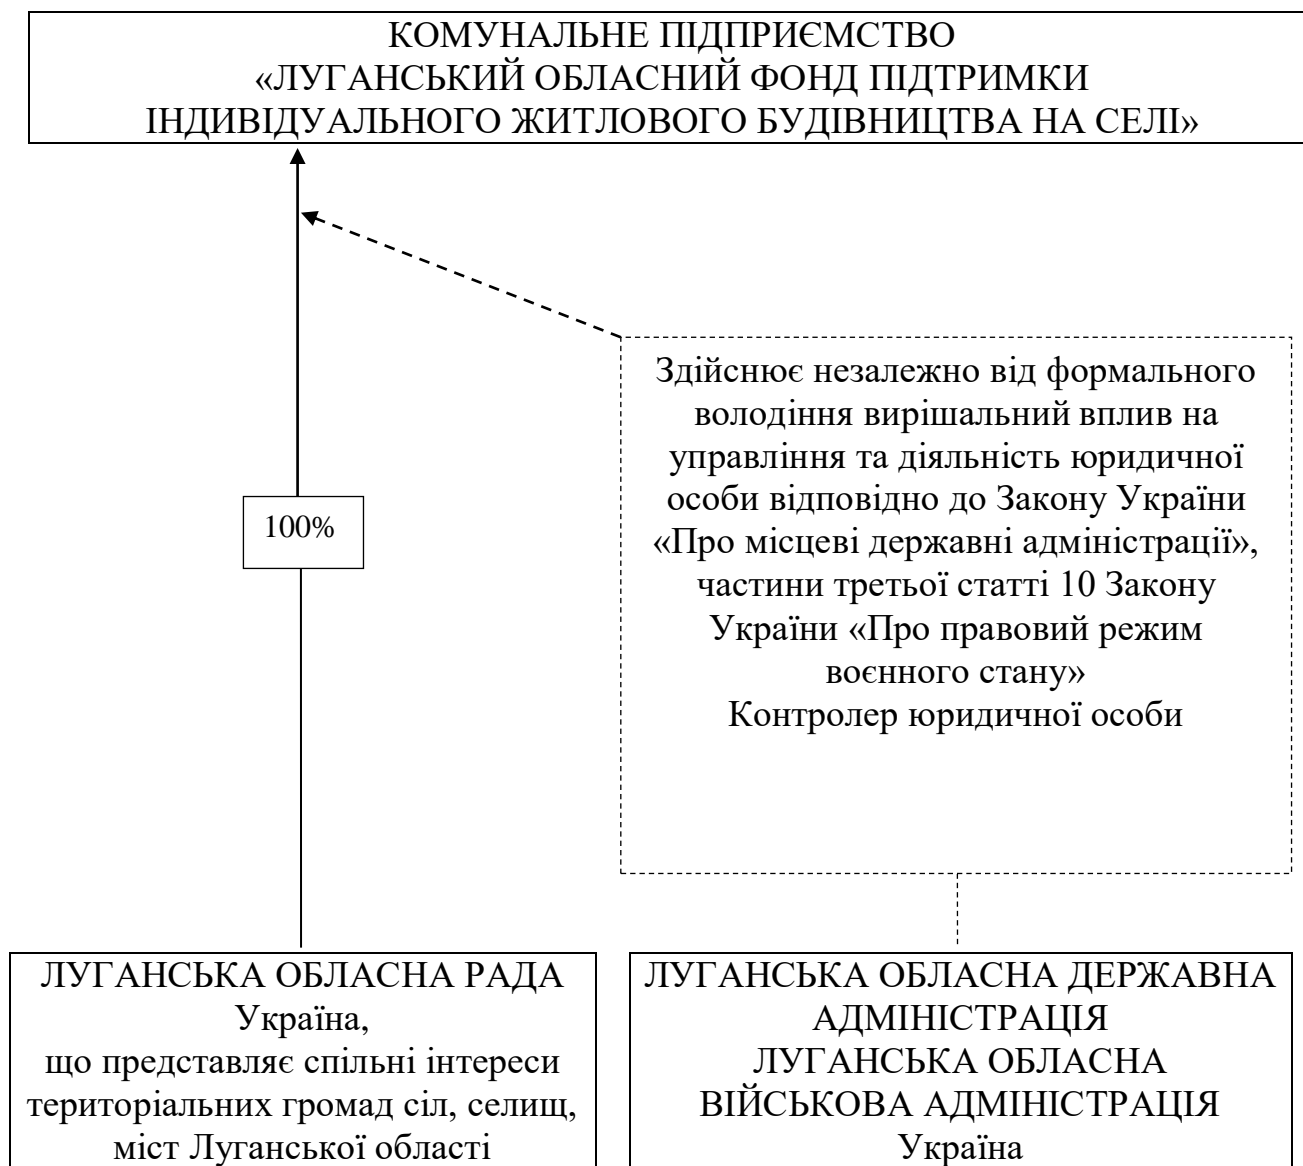 КОМУНАЛЬНЕ ПІДПРИЄМСТВО
«ЛУГАНСЬКИЙ ОБЛАСНИЙ ФОНД ПІДТРИМКИ
ІНДИВІДУАЛЬНОГО ЖИТЛОВОГО БУДІВНИЦТВА НА СЕЛІ»
Здійснює незалежно від формального
володіння вирішальний вплив на
управління та діяльність юридичної
особи відповідно до Закону України
«Про місцеві державні адміністрації»,
частини третьої статті 10 Закону
України «Про правовий режим
воєнного стану»
Контролер юридичної особи
100%
ЛУГАНСЬКА ОБЛАСНА РАДА
Україна,
що представляє спільні інтереси
територіальних громад сіл, селищ,
міст Луганської області
ЛУГАНСЬКА ОБЛАСНА ДЕРЖАВНА
АДМІНІСТРАЦІЯ
ЛУГАНСЬКА ОБЛАСНА
ВІЙСЬКОВА АДМІНІСТРАЦІЯ
Україна